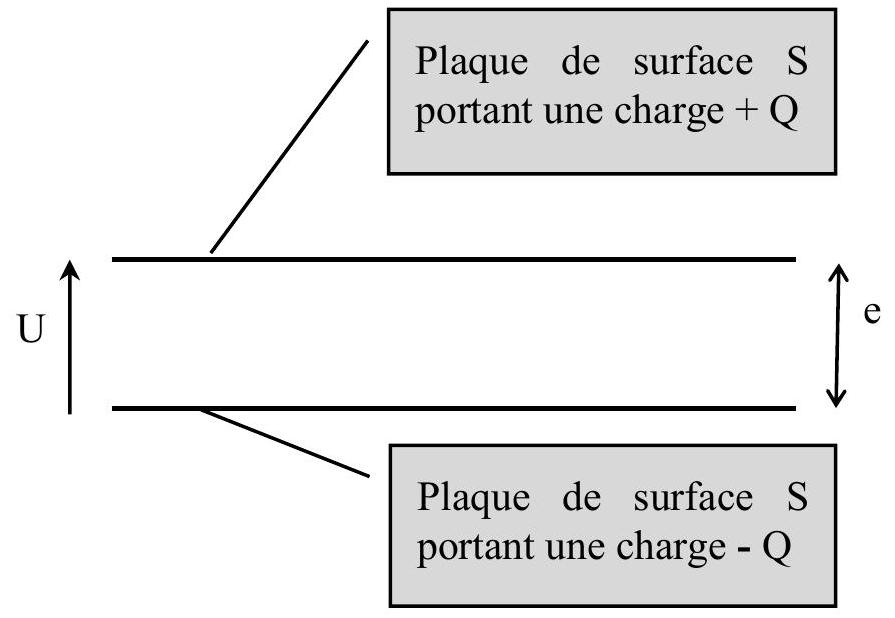 Plaque de surface S
portant une charge + Q
U
e
Plaque de surface S
portant une charge - Q